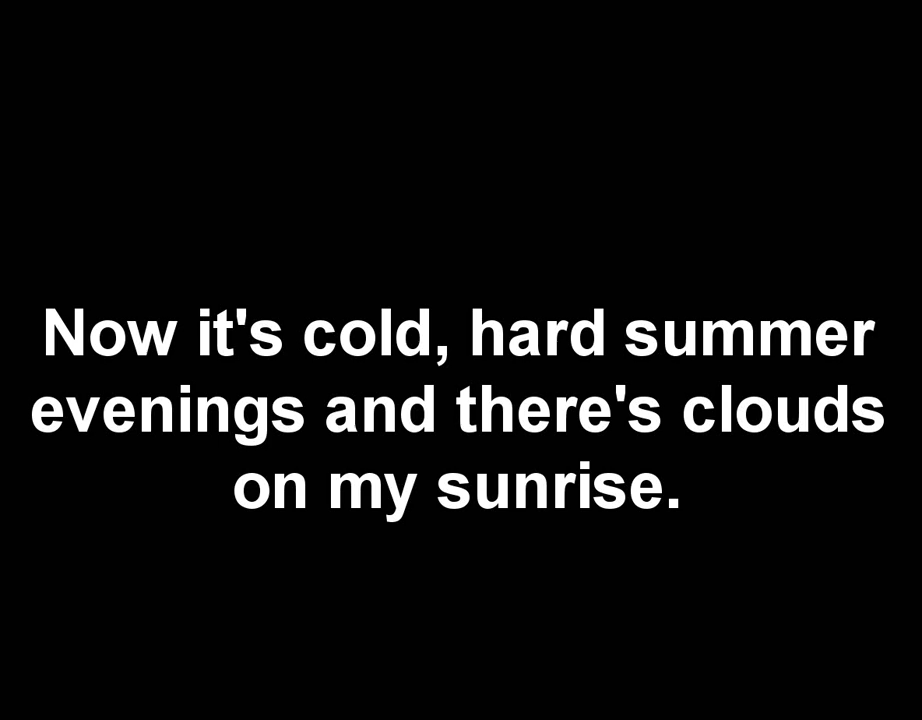 Now it's cold, hard summer
evenings and there's clouds
on my sunrise.